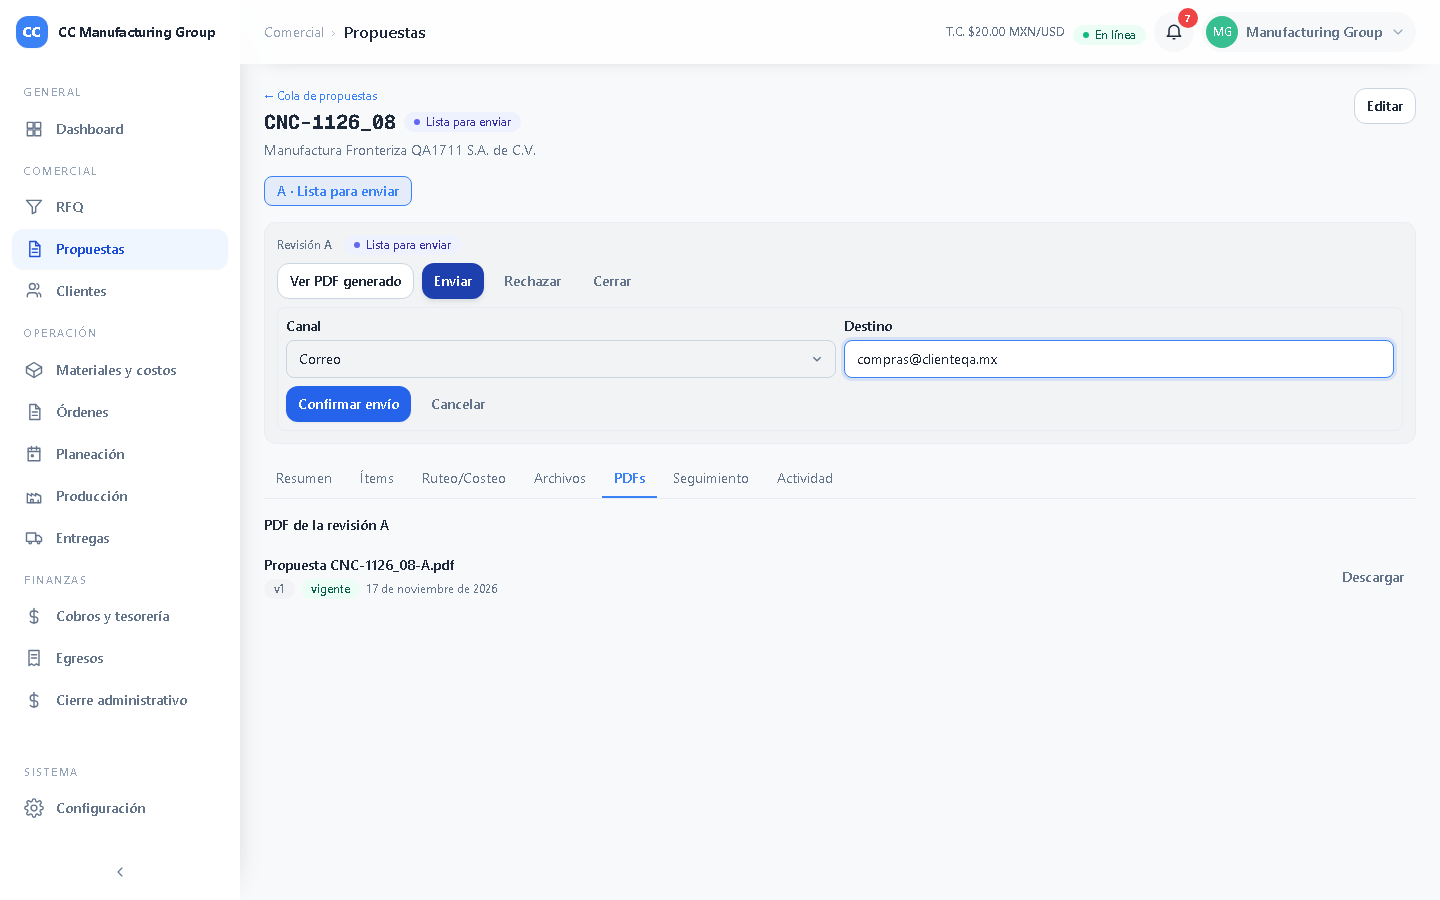 CC CC Manufacturing Group
GENERAL
Dashboard
COMERCIAL
RFQ
Propuestas
Clientes
OPERACIÓN
Materiales y costos
Órdenes
Planeación
Producción
Entregas
FINANZAS
Cobros y tesorería
Egresos
Cierre administrativo
SISTEMA
Configuración
Comercial › Propuestas
T.C. $20.00 MXN/USD
En línea
7
MG Manufacturing Group
← Cola de propuestas
CNC-1126_08 Lista para enviar
Manufactura Fronteriza QA1711 S.A. de C.V.
Editar
A · Lista para enviar
Revisión A Lista para enviar
Ver PDF generado Enviar Rechazar Cerrar
Canal Destino
Correo compras@clienteqa.mx
Confirmar envío Cancelar
Resumen Ítems Ruteo/Costeo Archivos PDFs Seguimiento Actividad
PDF de la revisión A
Propuesta CNC-1126_08-A.pdf
v1 vigente 17 de noviembre de 2026
Descargar